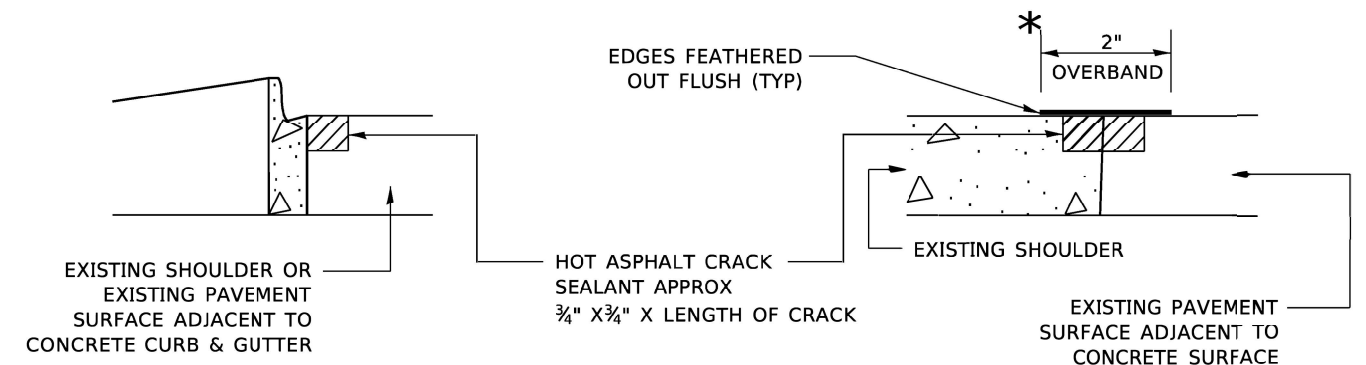 *
2"
OVERBAND
EDGES FEATHERED
OUT FLUSH (TYP)
EXISTING SHOULDER OR
EXISTING PAVEMENT
SURFACE ADJACENT TO
CONCRETE CURB & GUTTER
HOT ASPHALT CRACK
SEALANT APPROX
¾" X¾" X LENGTH OF CRACK
EXISTING SHOULDER
EXISTING PAVEMENT
SURFACE ADJACENT TO
CONCRETE SURFACE